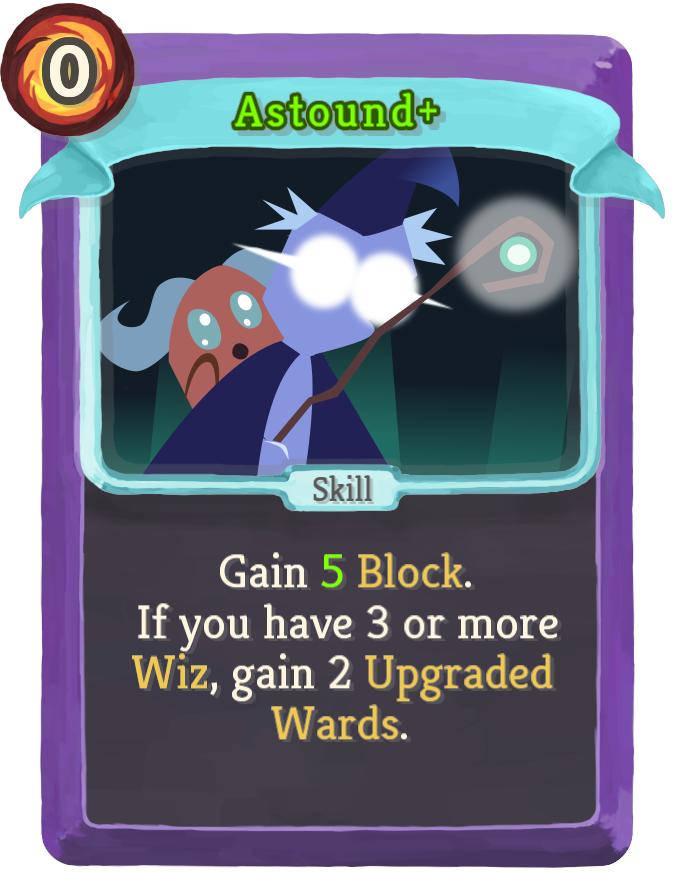 0
Astound+
Skill
Gain 5 Block.
If you have 3 or more
Wiz, gain 2 Upgraded
Wards.